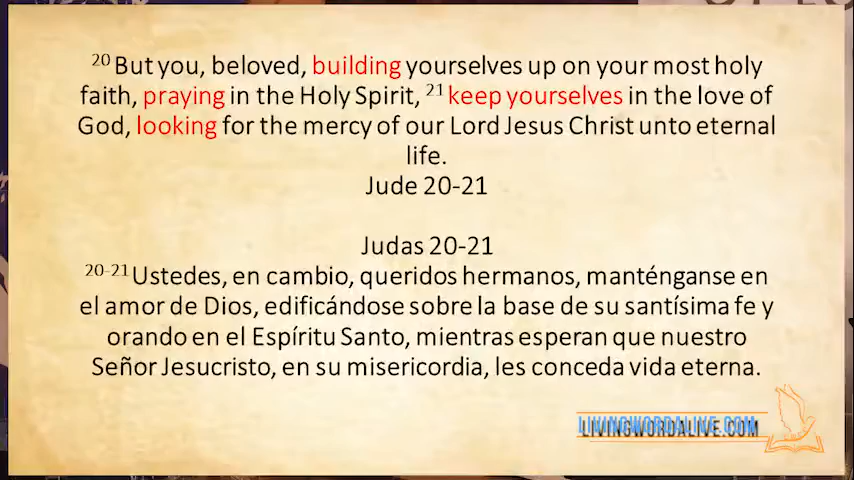 20 But you, beloved, building yourselves up on your most holy
faith, praying in the Holy Spirit, 21 keep yourselves in the love of
God, looking for the mercy of our Lord Jesus Christ unto eternal
life.
Jude 20-21
Judas 20-21
20-21 Ustedes, en cambio, queridos hermanos, manténganse en
el amor de Dios, edificándose sobre la base de su santísima fe y
orando en el Espíritu Santo, mientras esperan que nuestro
Señor Jesucristo, en su misericordia, les conceda vida eterna.
LIVINGWORDALIVE.COM